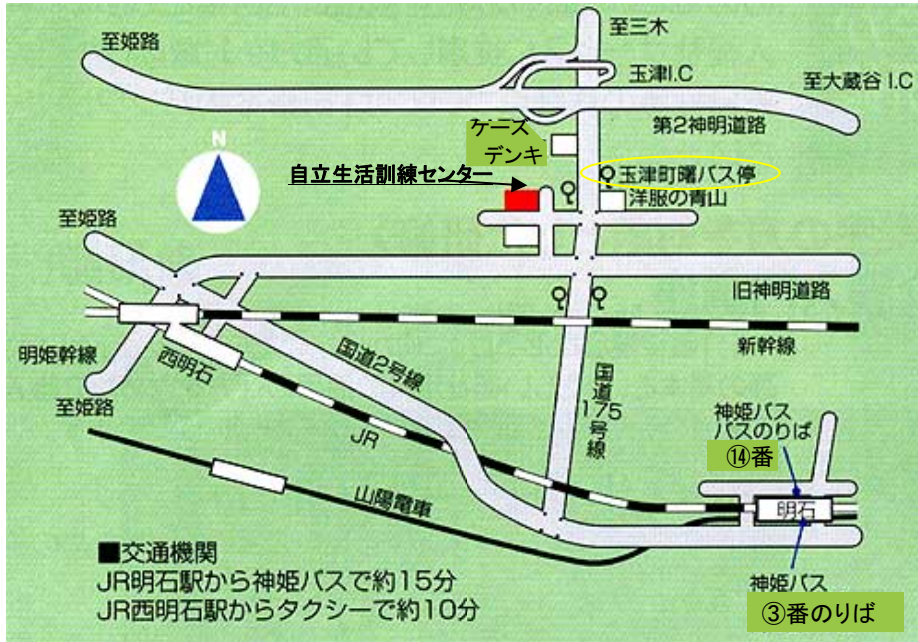 至三木
至姫路
玉津I.C
至大蔵谷 I.C
第2神明道路
ケーズ
デンキ
N
自立生活訓練センター
玉津町曙バス停
洋服の青山
至姫路
旧神明道路
新幹線
明姫幹線
西明石
国道2号線
国道175号線
至姫路
JR
神姫バス
バスのりば
⑭番
山陽電車
明石
■交通機関
JR明石駅から神姫バスで約15分
JR西明石駅からタクシーで約10分
神姫バス
③番のりば